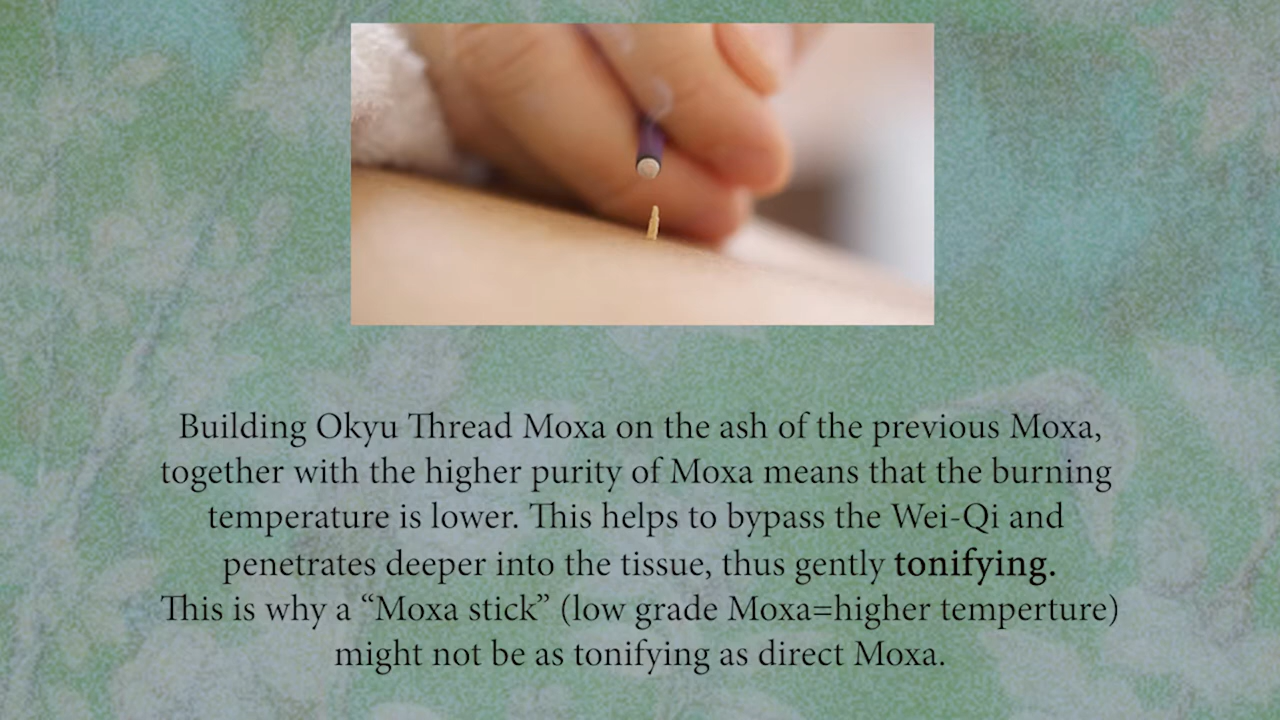 Building Okyu Thread Moxa on the ash of the previous Moxa,
together with the higher purity of Moxa means that the burning
temperature is lower. This helps to bypass the Wei-Qi and
penetrates deeper into the tissue, thus gently tonifying.
This is why a “Moxa stick” (low grade Moxa=higher temperture)
might not be as tonifying as direct Moxa.